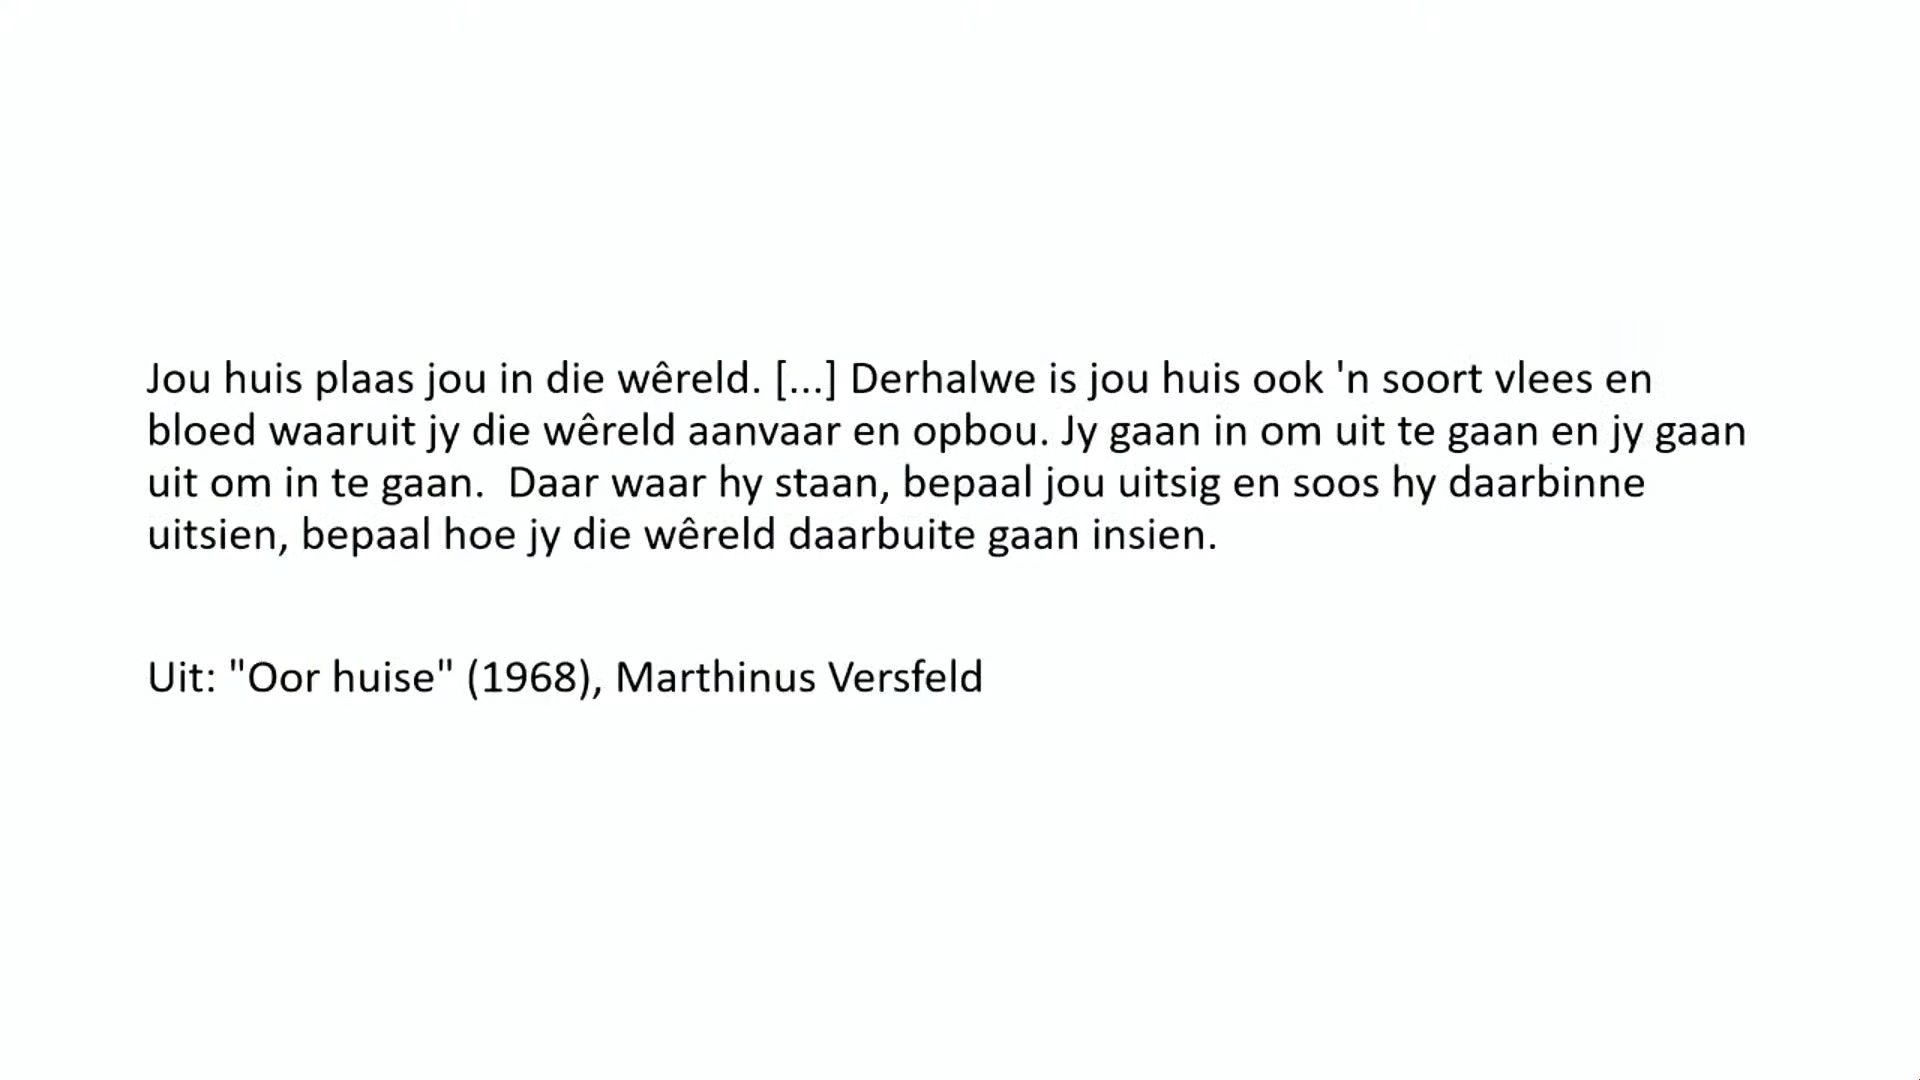 Jou huis plaas jou in die wêreld. [...] Derhalwe is jou huis ook 'n soort vlees en
bloed waaruit jy die wêreld aanvaar en opbou. Jy gaan in om uit te gaan en jy gaan
uit om in te gaan.  Daar waar hy staan, bepaal jou uitsig en soos hy daarbinne
uitsien, bepaal hoe jy die wêreld daarbuite gaan insien.
Uit: "Oor huise" (1968), Marthinus Versfeld